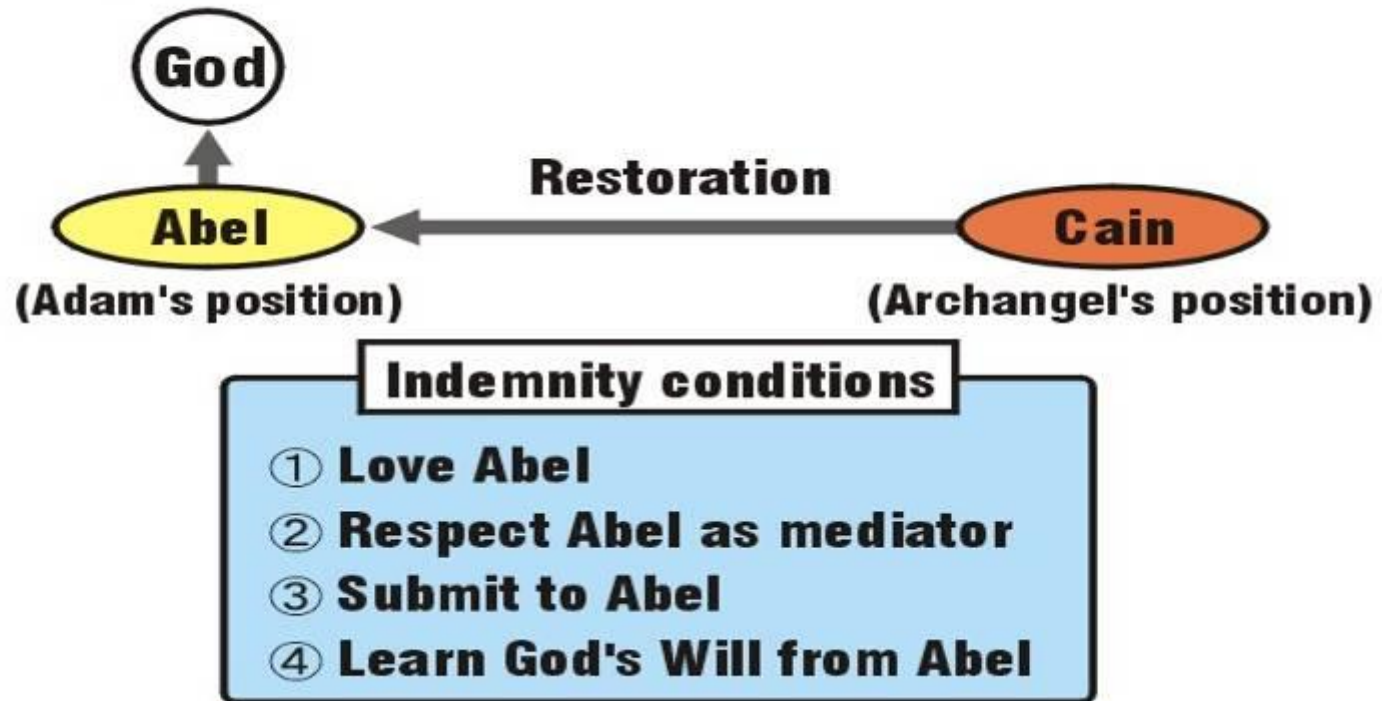 God
Restoration
Abel
Cain
(Adam's position)
(Archangel's position)
Indemnity conditions
① Love Abel
② Respect Abel as mediator
③ Submit to Abel
④ Learn God's Will from Abel